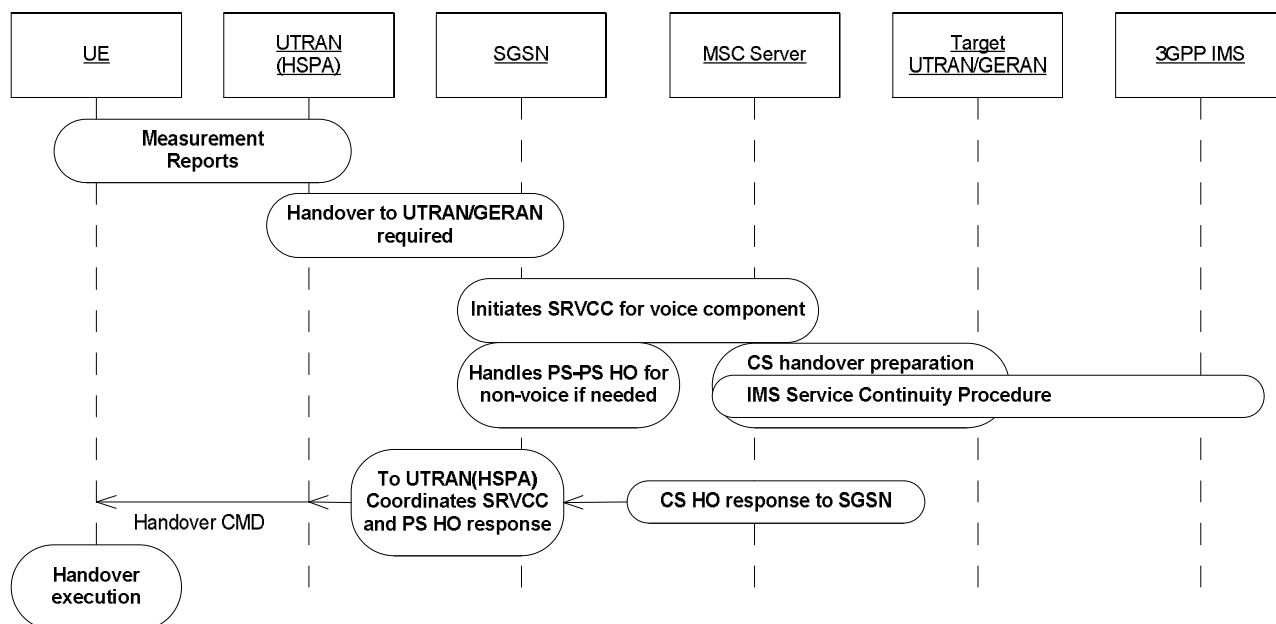 UE
UTRAN
(HSPA)
SGSN
MSC Server
Target
UTRAN/GERAN
3GPP IMS
Measurement
Reports
Handover to UTRAN/GERAN
required
Initiates SRVCC for voice component
Handles PS-PS HO for
non-voice if needed
CS handover preparation
IMS Service Continuity Procedure
To UTRAN(HSPA)
Coordinates SRVCC
and PS HO response
CS HO response to SGSN
Handover CMD
Handover
execution